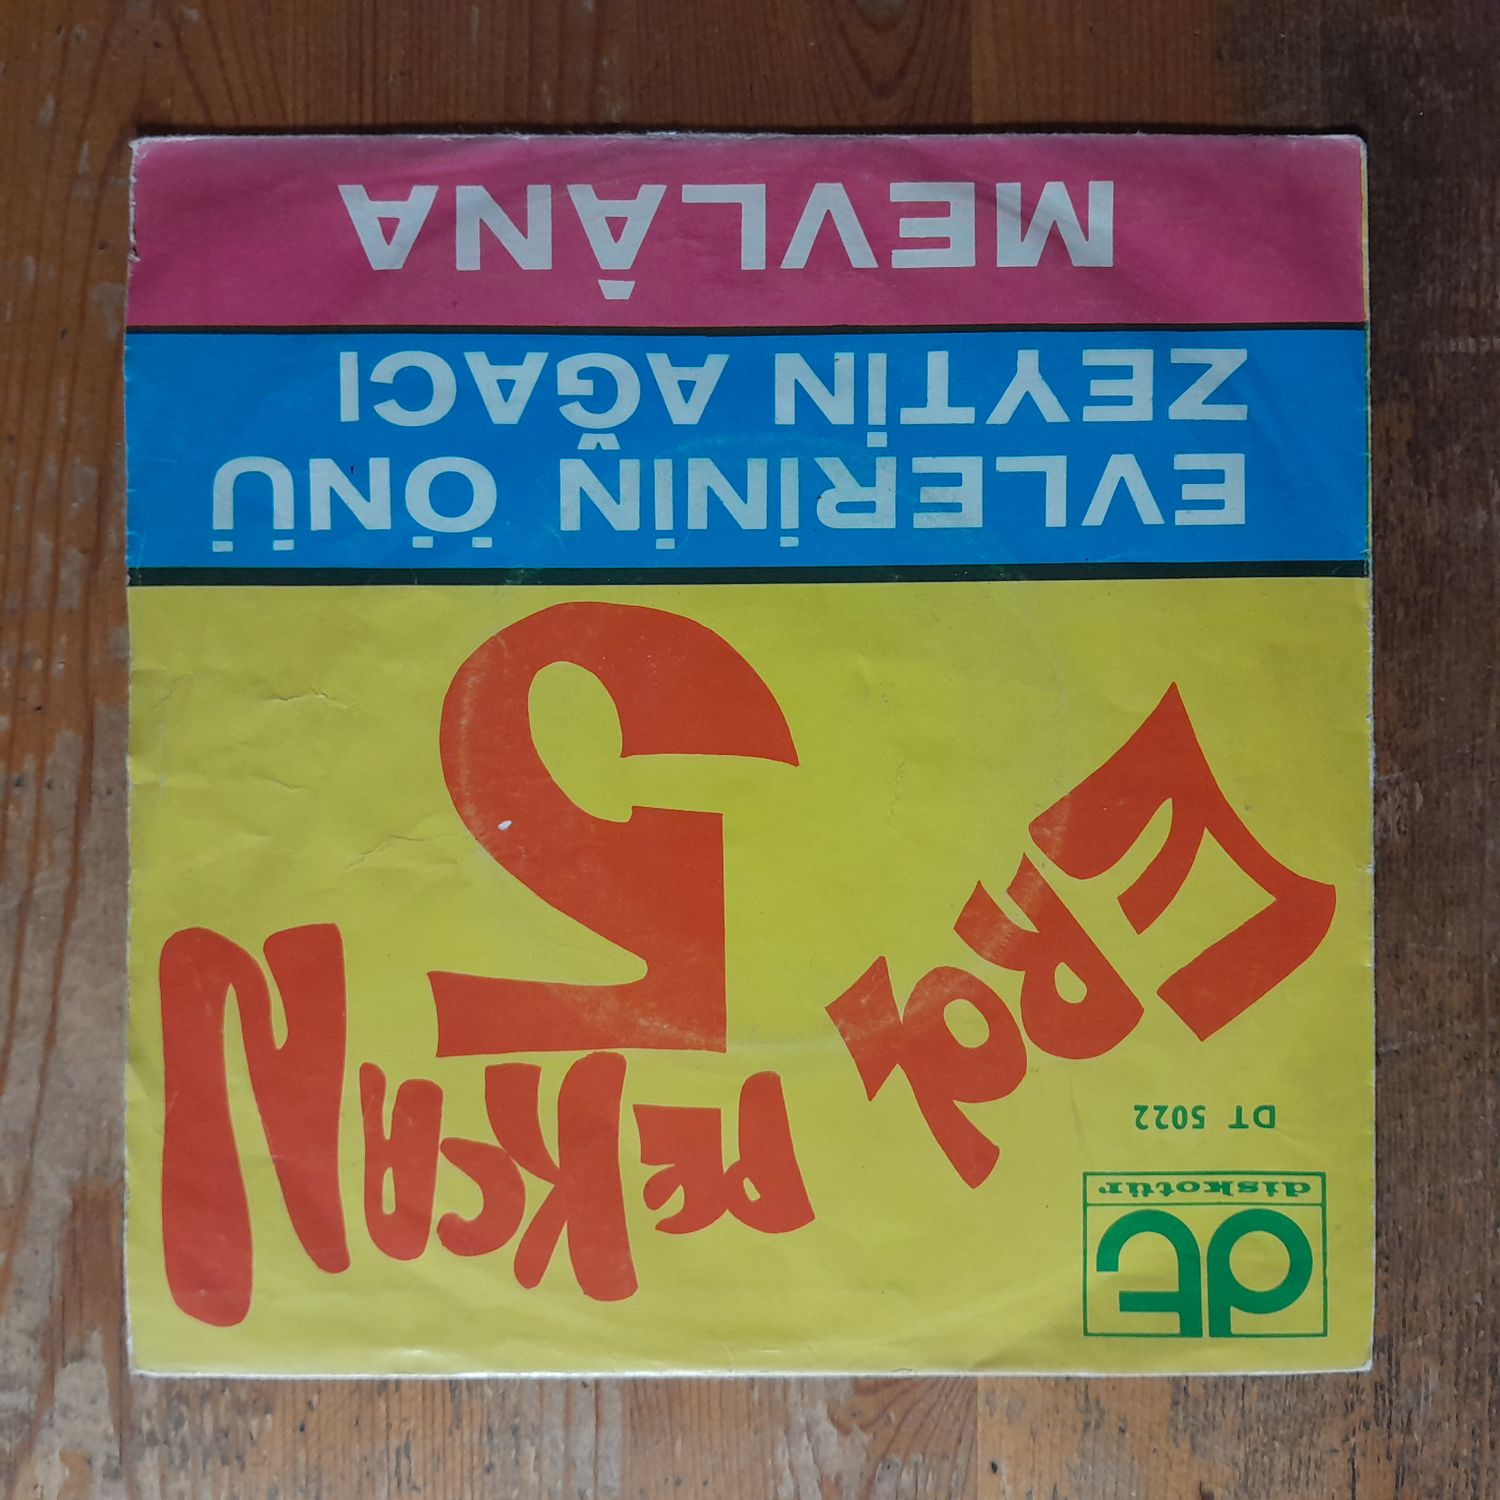 dt
diskotür
DT 5022
EROL
PEKCAN
5
EVLERİNİN ÖNÜ
ZEYTİN AĞACI
MEVLÂNA